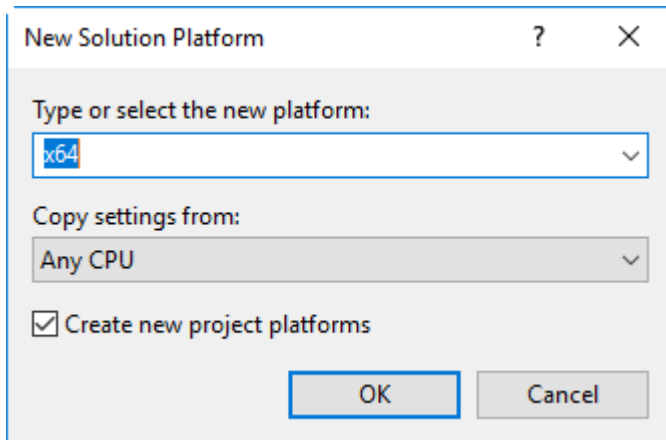 New Solution Platform ?
Type or select the new platform:
x64
Copy settings from:
Any CPU
Create new project platforms
OK Cancel